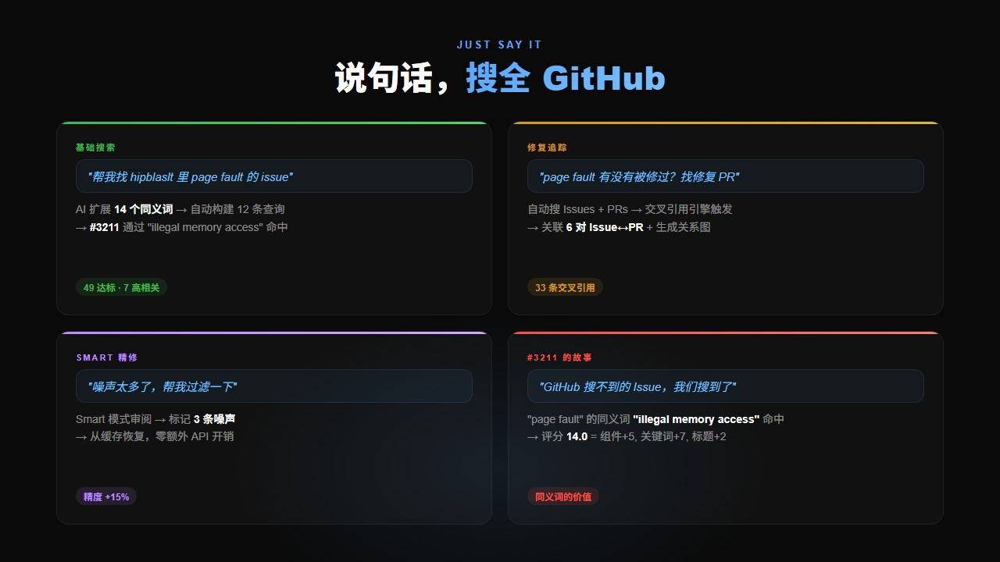 JUST SAY IT
说句话，搜全 GitHub
基础搜索
"帮我找 hipblaslt 里 page fault 的 issue"
AI 扩展 14 个同义词 → 自动构建 12 条查询
→ #3211 通过 "illegal memory access" 命中
49 达标 · 7 高相关
修复追踪
"page fault 有没有被修过？找修复 PR"
自动搜 Issues + PRs → 交叉引用引擎触发
→ 关联 6 对 Issue↔PR + 生成关系图
33 条交叉引用
SMART 精修
"噪声太多了，帮我过滤一下"
Smart 模式审阅 → 标记 3 条噪声
→ 从缓存恢复，零额外 API 开销
精度 +15%
#3211 的故事
"GitHub 搜不到的 Issue，我们搜到了"
"page fault" 的同义词 "illegal memory access" 命中
→ 评分 14.0 = 组件+5, 关键词+7, 标题+2
同义词的价值